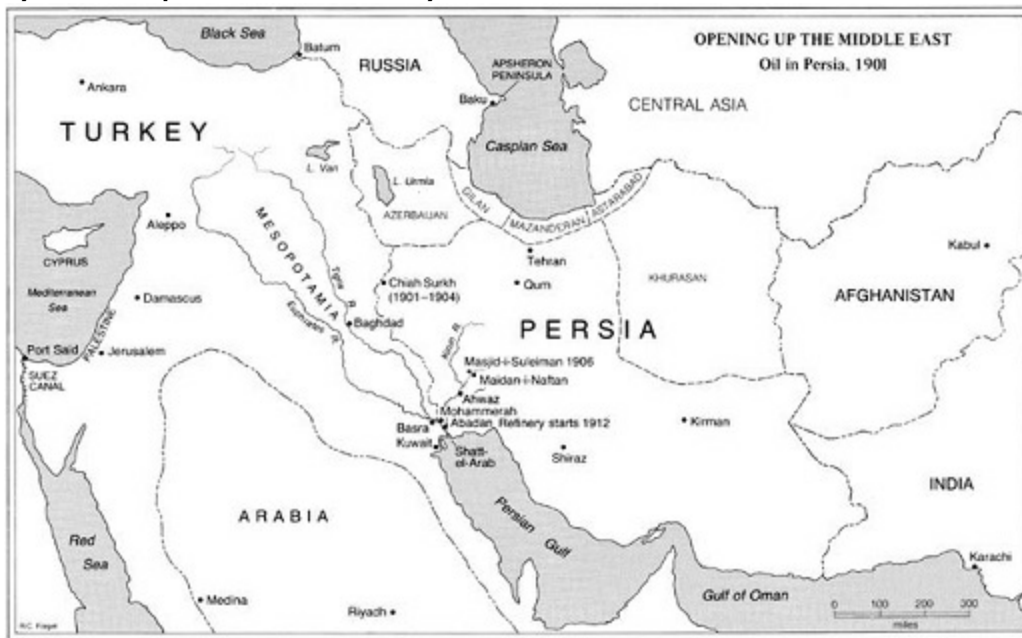 OPENING UP THE MIDDLE EAST
Oil in Persia, 1901
Black Sea
Batum
RUSSIA
APSHERON
PENINSULA
Baku
CENTRAL ASIA
Ankara
TURKEY
Caspian Sea
L. Van
L. Urmia
AZERBAIJAN
GILAN
MAZANDERAN
ASTARABAD
Aleppo
MESOPOTAMIA
Tigris R.
Euphrates R.
CYPRUS
Mediterranean
Sea
Damascus
PALESTINE
Port Said
Jerusalem
SUEZ
CANAL
Chiah Surkh
(1901–1904)
Baghdad
Tehran
Qum
KHURASAN
Kabul
AFGHANISTAN
PERSIA
Karun R.
Masjid-i-Suleiman 1906
Maidan-i-Naftan
Ahwaz
Mohammerah
Basra
Abadan, Refinery starts 1912
Kuwait
Shatt-
el-Arab
Shiraz
Kirman
INDIA
ARABIA
Persian
Gulf
Red
Sea
Medina
Riyadh
Gulf of Oman
Karachi
0 100 200 300
miles